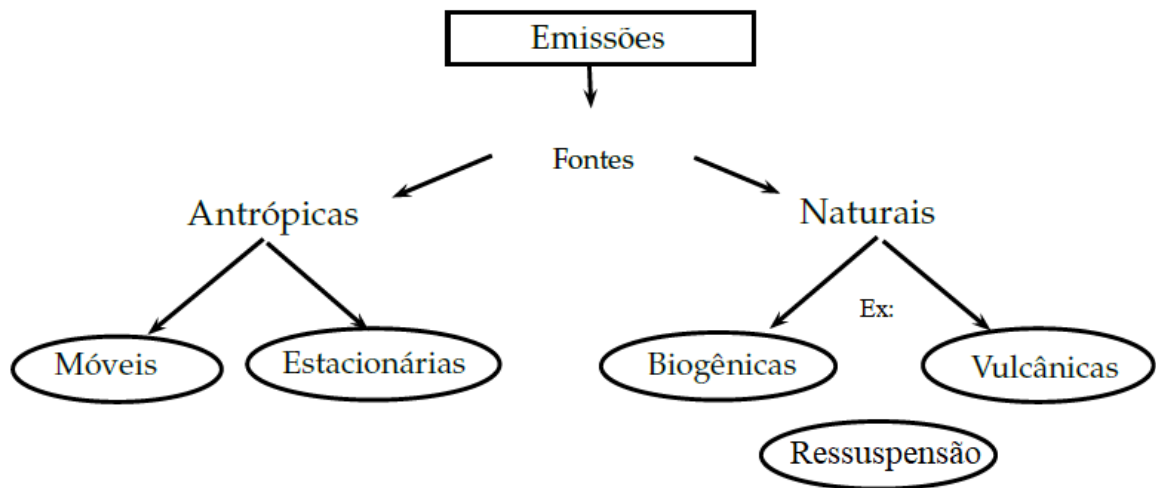 Emissões
Fontes
Antrópicas
Naturais
Ex:
Móveis
Estacionárias
Biogênicas
Vulcânicas
Ressuspensão